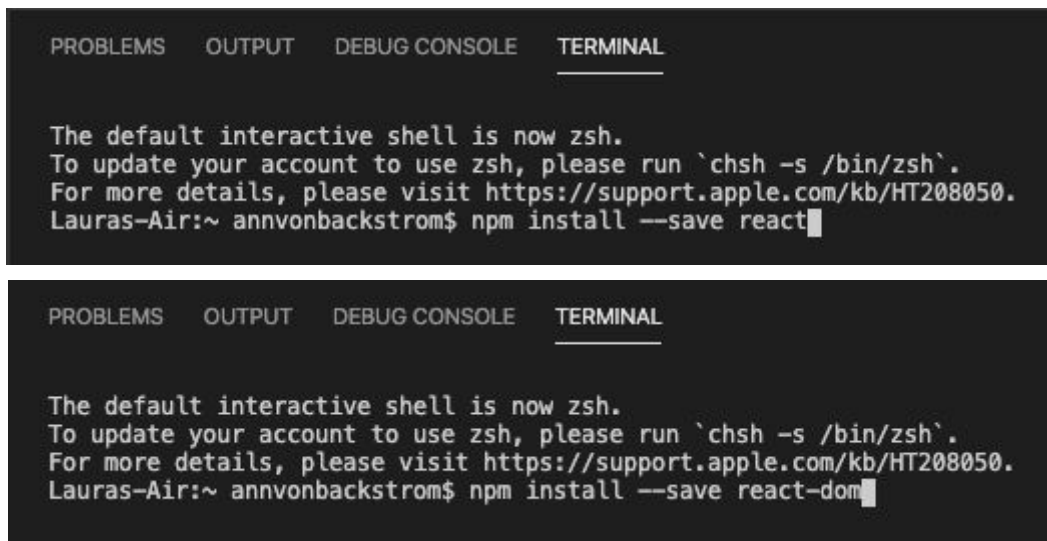 PROBLEMS OUTPUT DEBUG CONSOLE TERMINAL
The default interactive shell is now zsh.
To update your account to use zsh, please run `chsh -s /bin/zsh`.
For more details, please visit https://support.apple.com/kb/HT208050.
Lauras-Air:~ annvonbackstrom$ npm install --save react
PROBLEMS OUTPUT DEBUG CONSOLE TERMINAL
The default interactive shell is now zsh.
To update your account to use zsh, please run `chsh -s /bin/zsh`.
For more details, please visit https://support.apple.com/kb/HT208050.
Lauras-Air:~ annvonbackstrom$ npm install --save react-dom